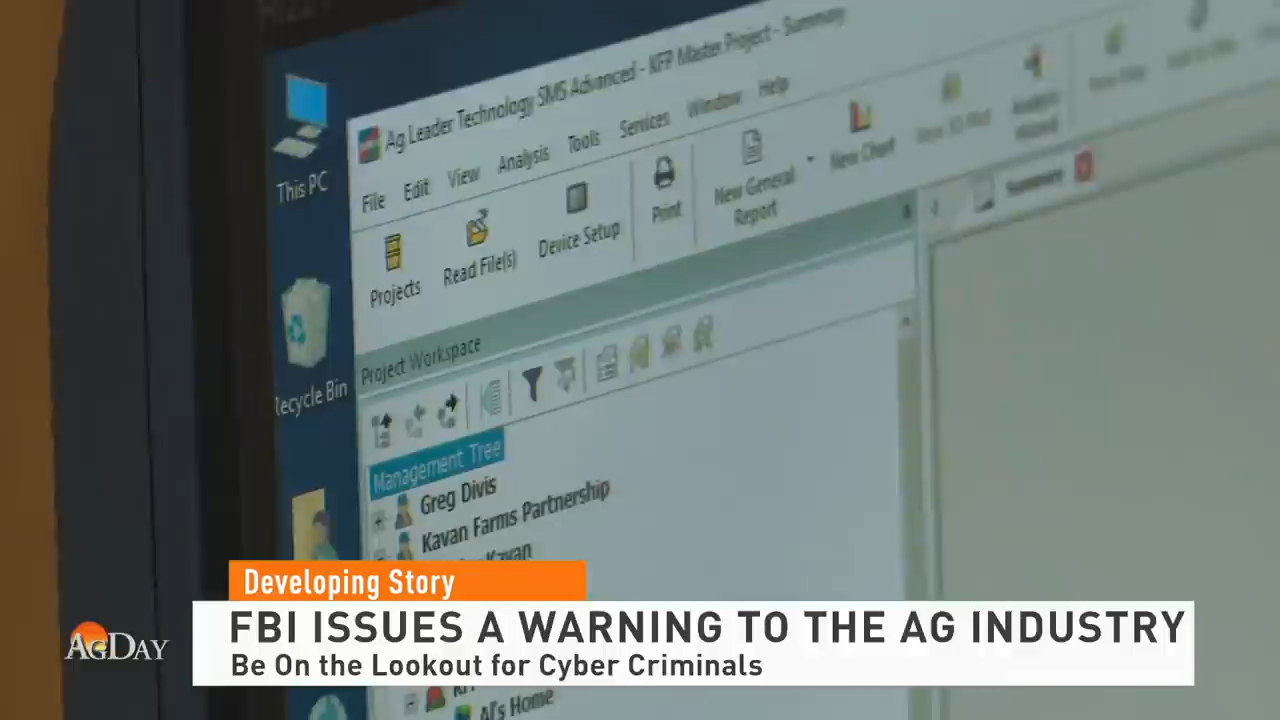 Ag Leader Technology SMS Advanced - KFP Master Project - Summary
File Edit View Analysis Tools Services Window Help
Projects
Read File(s)
Device Setup
Print
New General
Report
New Chart
Summary
This PC
Recycle Bin
Project Workspace
Management Tree
Greg Divis
Kavan Farms Partnership
Kavan
Al's Home
Developing Story
FBI ISSUES A WARNING TO THE AG INDUSTRY
Be On the Lookout for Cyber Criminals
AGDAY